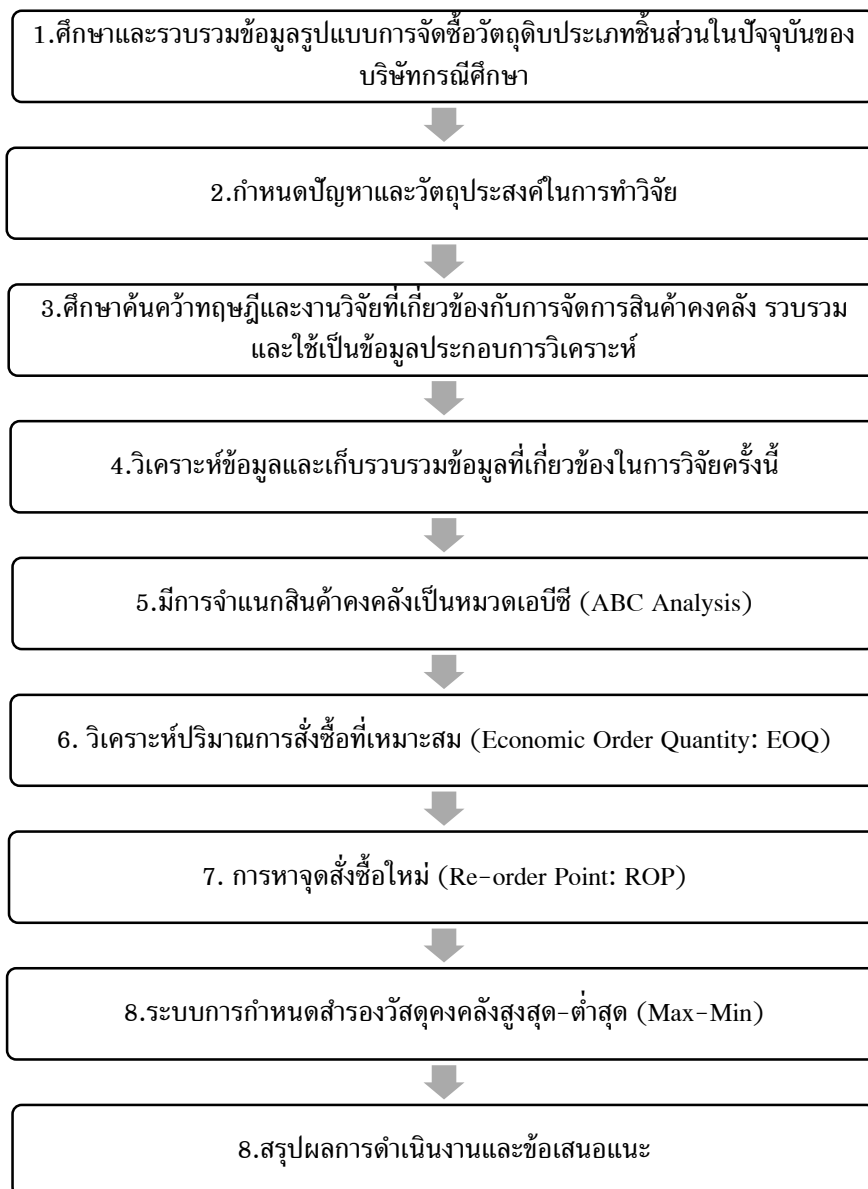 1.ศึกษาและรวบรวมข้อมูลรูปแบบการจัดซื้อวัตถุดิบประเภทชิ้นส่วนในปัจจุบันของ
บริษัทกรณีศึกษา
2.กำหนดปัญหาและวัตถุประสงค์ในการทำวิจัย
3.ศึกษาค้นคว้าทฤษฎีและงานวิจัยที่เกี่ยวข้องกับการจัดการสินค้าคงคลัง รวบรวม
และใช้เป็นข้อมูลประกอบการวิเคราะห์
4.วิเคราะห์ข้อมูลและเก็บรวบรวมข้อมูลที่เกี่ยวข้องในการวิจัยครั้งนี้
5.มีการจำแนกสินค้าคงคลังเป็นหมวดเอบีซี (ABC Analysis)
6. วิเคราะห์ปริมาณการสั่งซื้อที่เหมาะสม (Economic Order Quantity: EOQ)
7. การหาจุดสั่งซื้อใหม่ (Re-order Point: ROP)
8.ระบบการกำหนดสำรองวัสดุคงคลังสูงสุด-ต่ำสุด (Max-Min)
8.สรุปผลการดำเนินงานและข้อเสนอแนะ